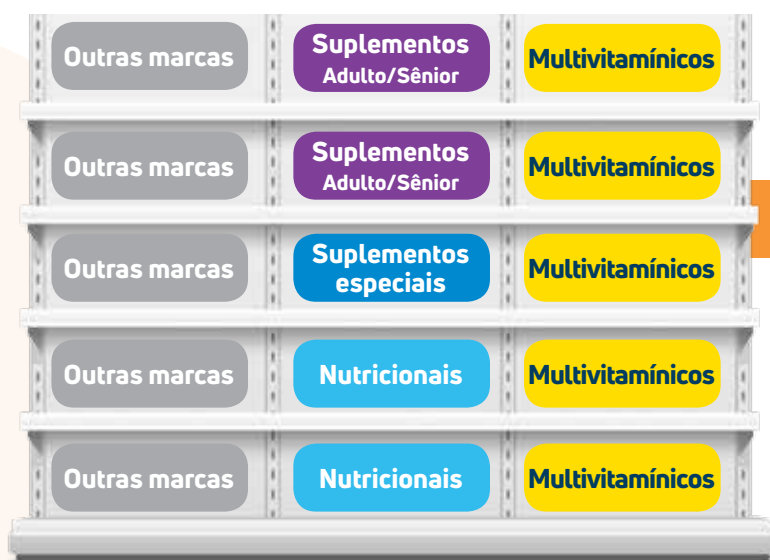 Outras marcas
Suplementos
Adulto/Sênior
Multivitamínicos
Outras marcas
Suplementos
Adulto/Sênior
Multivitamínicos
Outras marcas
Suplementos
especiais
Multivitamínicos
Outras marcas
Nutricionais
Multivitamínicos
Outras marcas
Nutricionais
Multivitamínicos